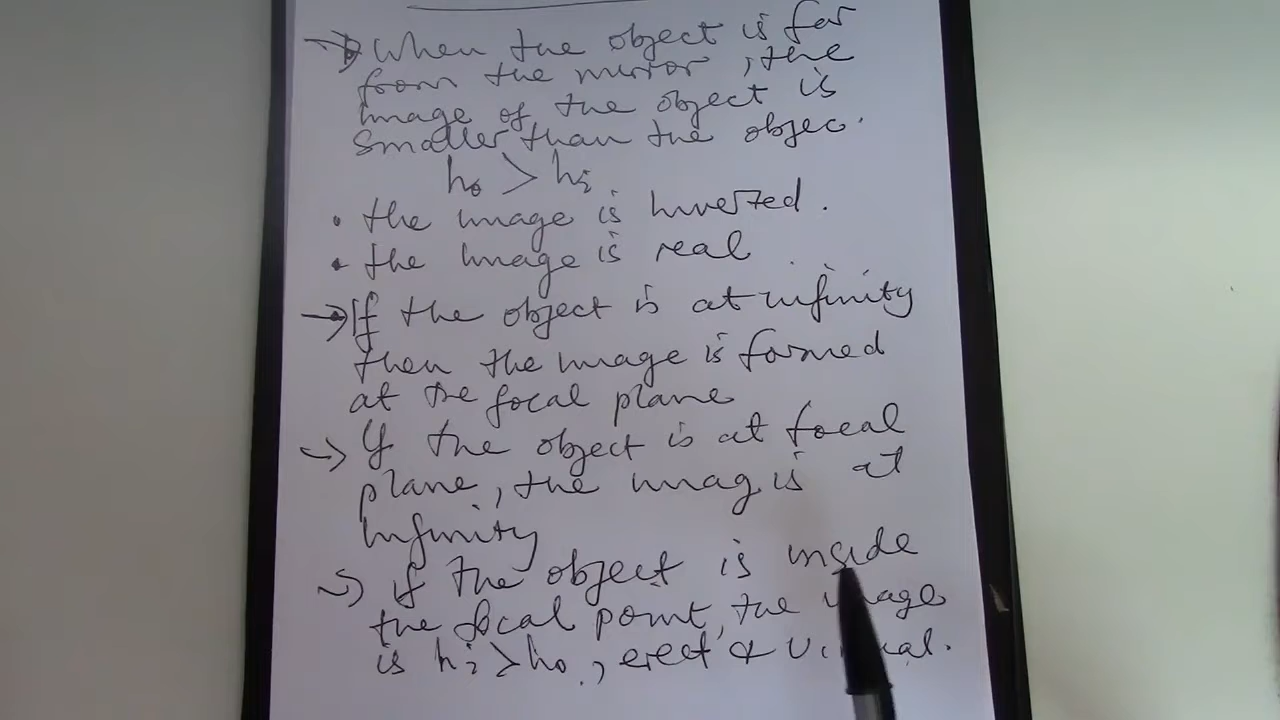 → When the object is far
from the mirror, the
image of the object is
smaller than the objec.
ho > hi
• the image is inverted.
• the image is real
→ If the object is at infinity
then the image is formed
at the focal plane
→ If the object is at focal
plane, the imag is at
infinity
→ if the object is inside
the focal point, the image
is hi > ho, erect &